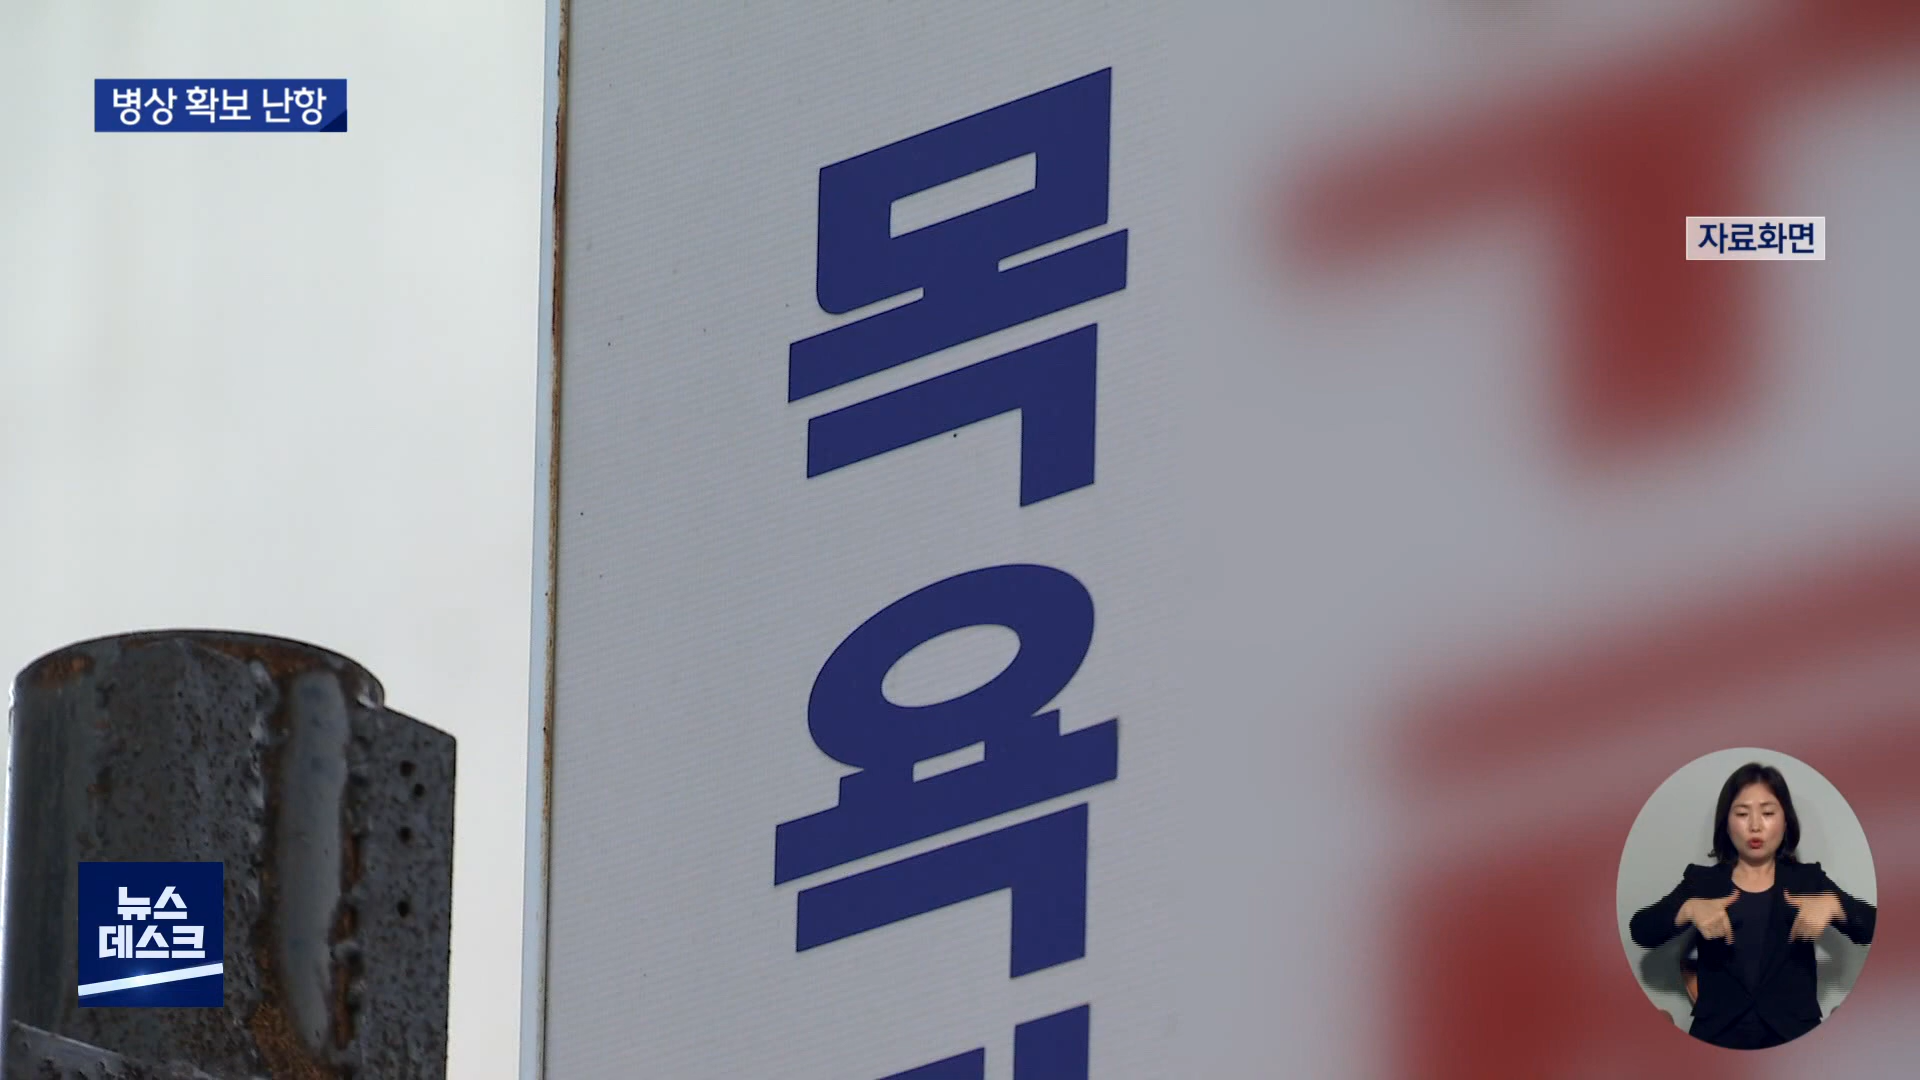 병상 확보 난항
자료화면
목욕
뉴스
데스크